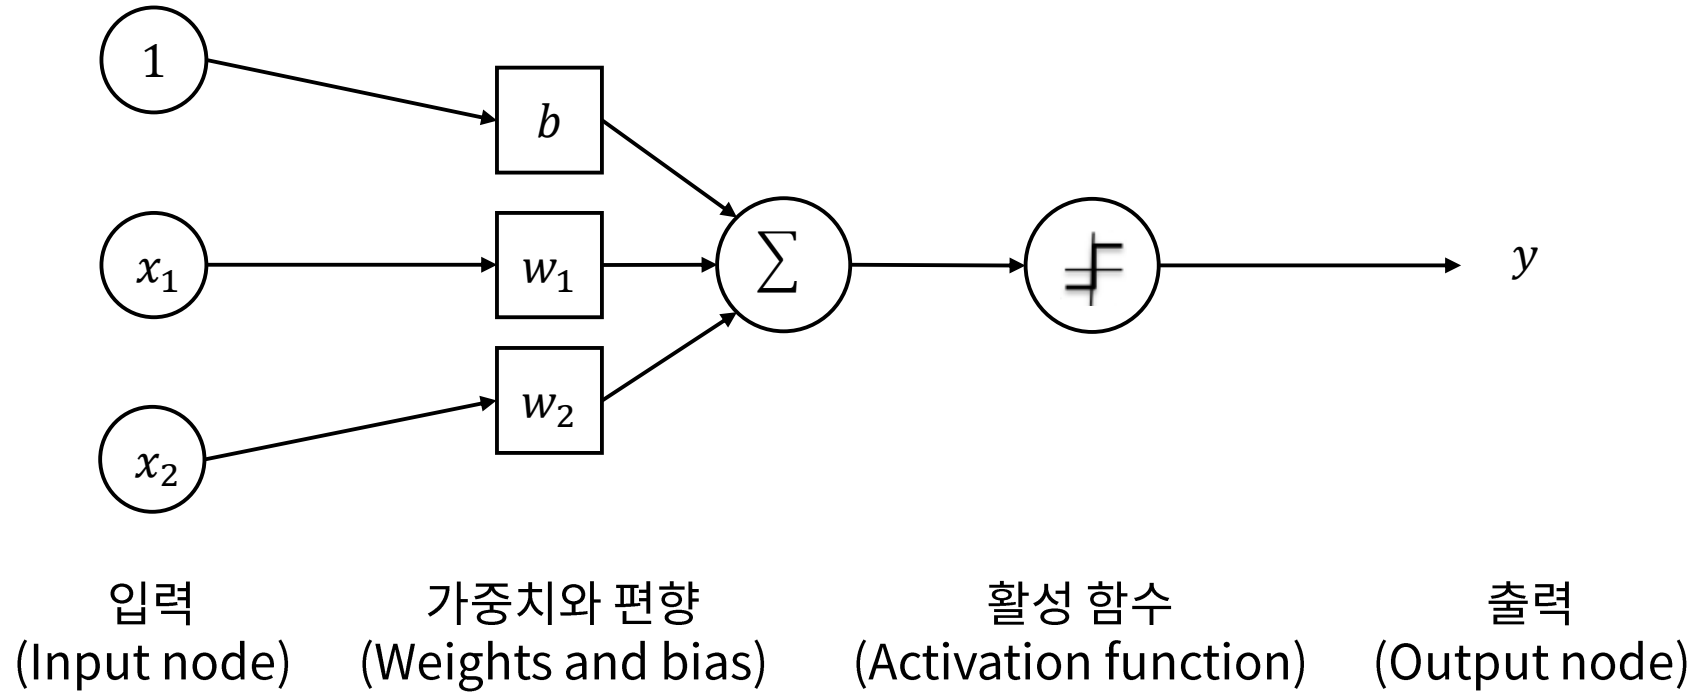 1
b
x₁
w₁
∑
y
w₂
x₂
입력
(Input node)
가중치와 편향
(Weights and bias)
활성 함수
(Activation function)
출력
(Output node)